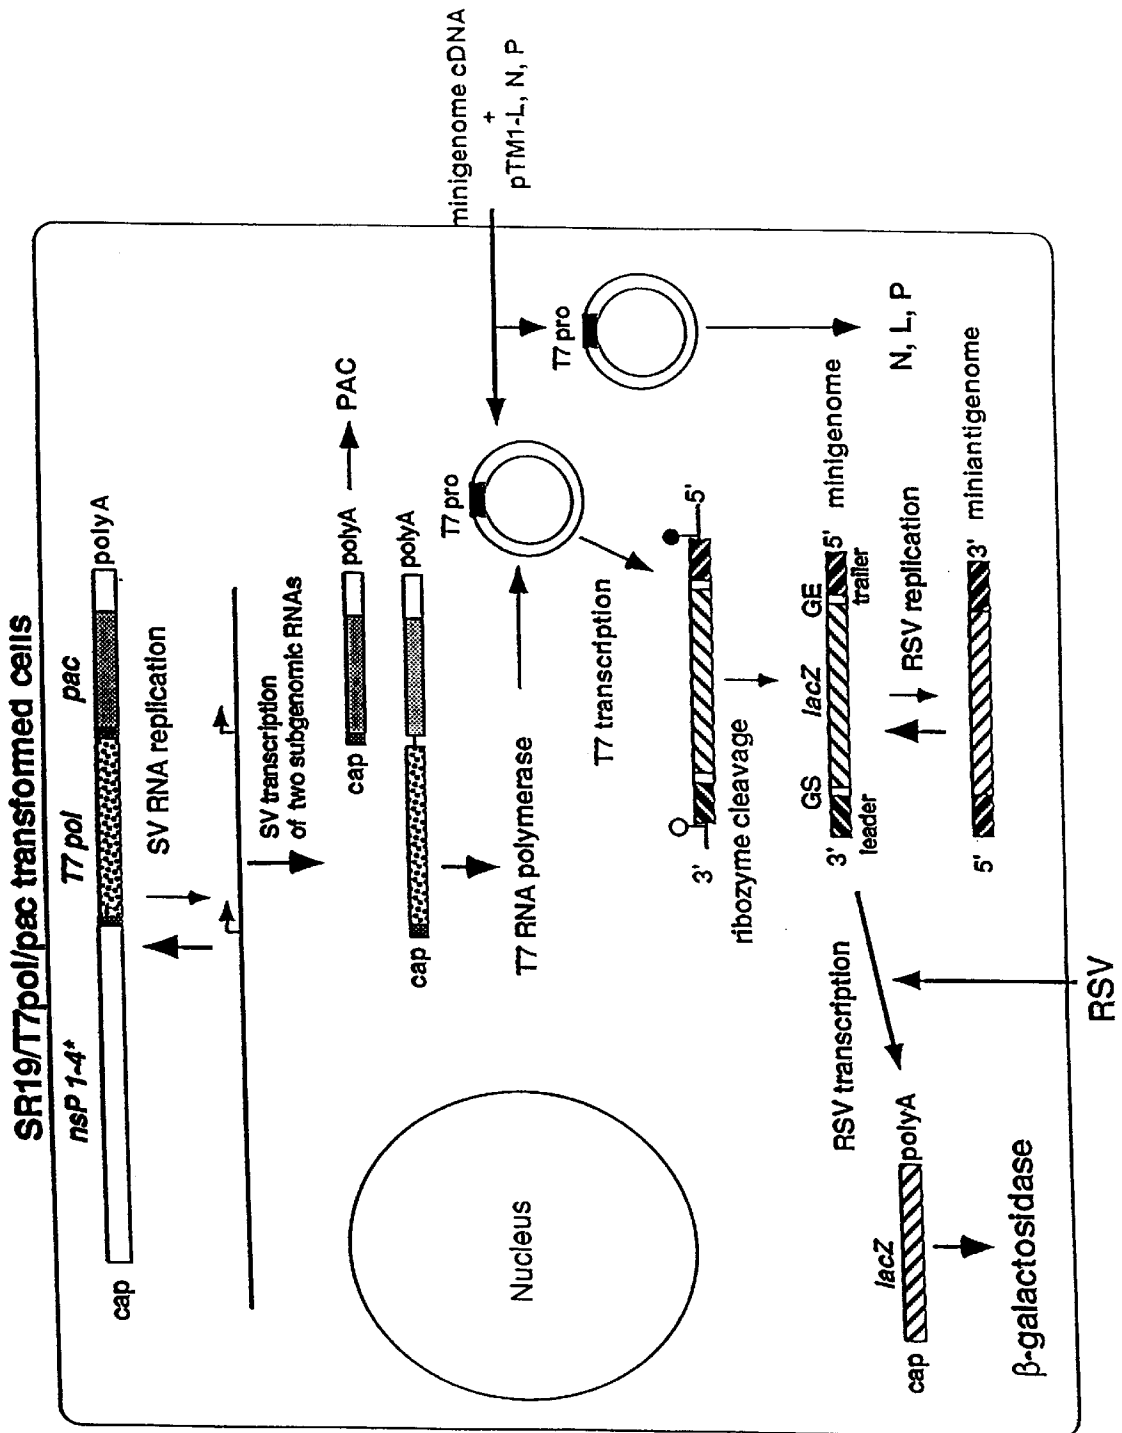 SR19/T7pol/pac transformed cells
nsP 1-4*
T7 pol
pac
cap
polyA
SV RNA replication
SV transcription
of two subgenomic RNAs
cap
polyA
PAC
cap
polyA
T7 RNA polymerase
T7 pro
minigenome cDNA
+
pTM1-L, N, P
T7 pro
N, L, P
T7 transcription
3'
5'
ribozyme cleavage
GS
lacZ
GE
3'
5'
minigenome
leader
trailer
RSV replication
5'
3'
miniantigenome
Nucleus
RSV transcription
lacZ
cap
polyA
β-galactosidase
RSV